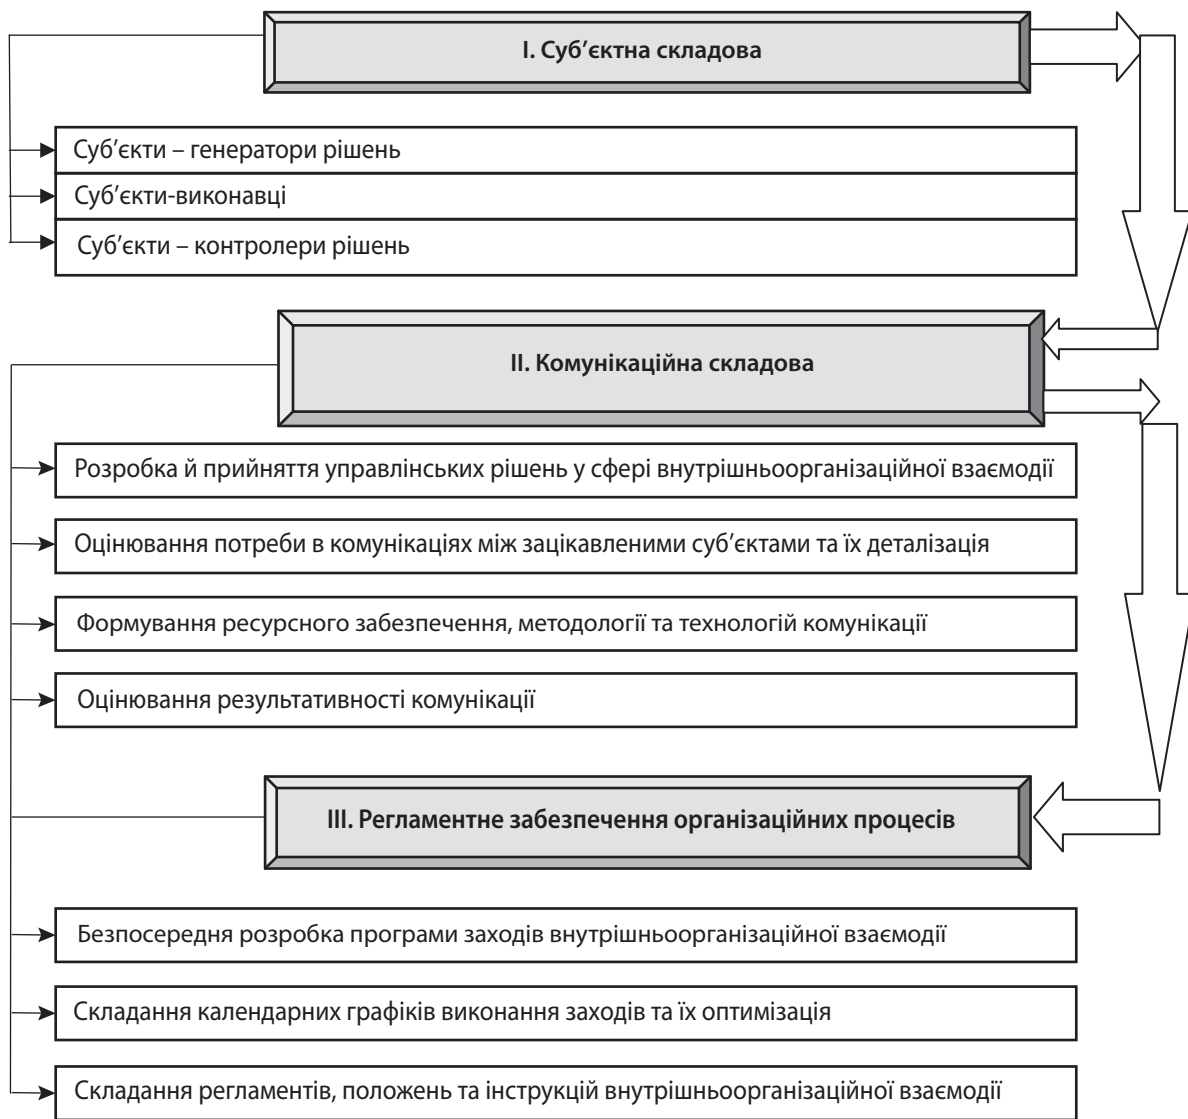 І. Суб’єктна складова
Суб’єкти – генератори рішень
Суб’єкти-виконавці
Суб’єкти – контролери рішень
ІІ. Комунікаційна складова
Розробка й прийняття управлінських рішень у сфері внутрішньоорганізаційної взаємодії
Оцінювання потреби в комунікаціях між зацікавленими суб’єктами та їх деталізація
Формування ресурсного забезпечення, методології та технологій комунікації
Оцінювання результативності комунікації
ІІІ. Регламентне забезпечення організаційних процесів
Безпосередня розробка програми заходів внутрішньоорганізаційної взаємодії
Складання календарних графіків виконання заходів та їх оптимізація
Складання регламентів, положень та інструкцій внутрішньоорганізаційної взаємодії